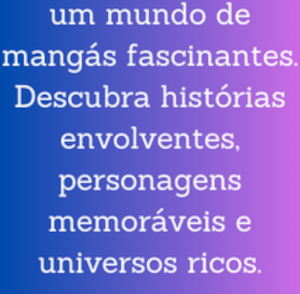 um mundo de
mangás fascinantes.
Descubra histórias
envolventes,
personagens
memoráveis e
universos ricos.